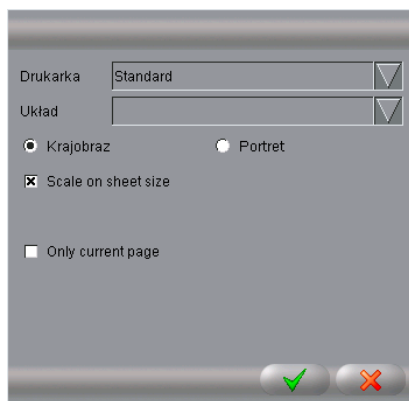 Drukarka Standard
Układ
Krajobraz Portret
Scale on sheet size
Only current page